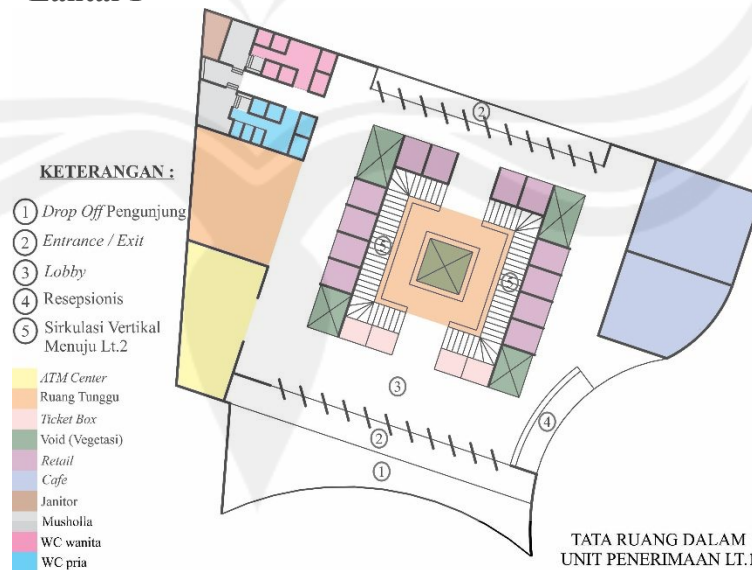 KETERANGAN :
1 Drop Off Pengunjung
2 Entrance / Exit
3 Lobby
4 Resepsionis
5 Sirkulasi Vertikal
Menuju Lt.2
ATM Center
Ruang Tunggu
Ticket Box
Void (Vegetasi)
Retail
Cafe
Janitor
Musholla
WC wanita
WC pria
2
5
5
3
4
2
1
TATA RUANG DALAM
UNIT PENERIMAAN LT.1